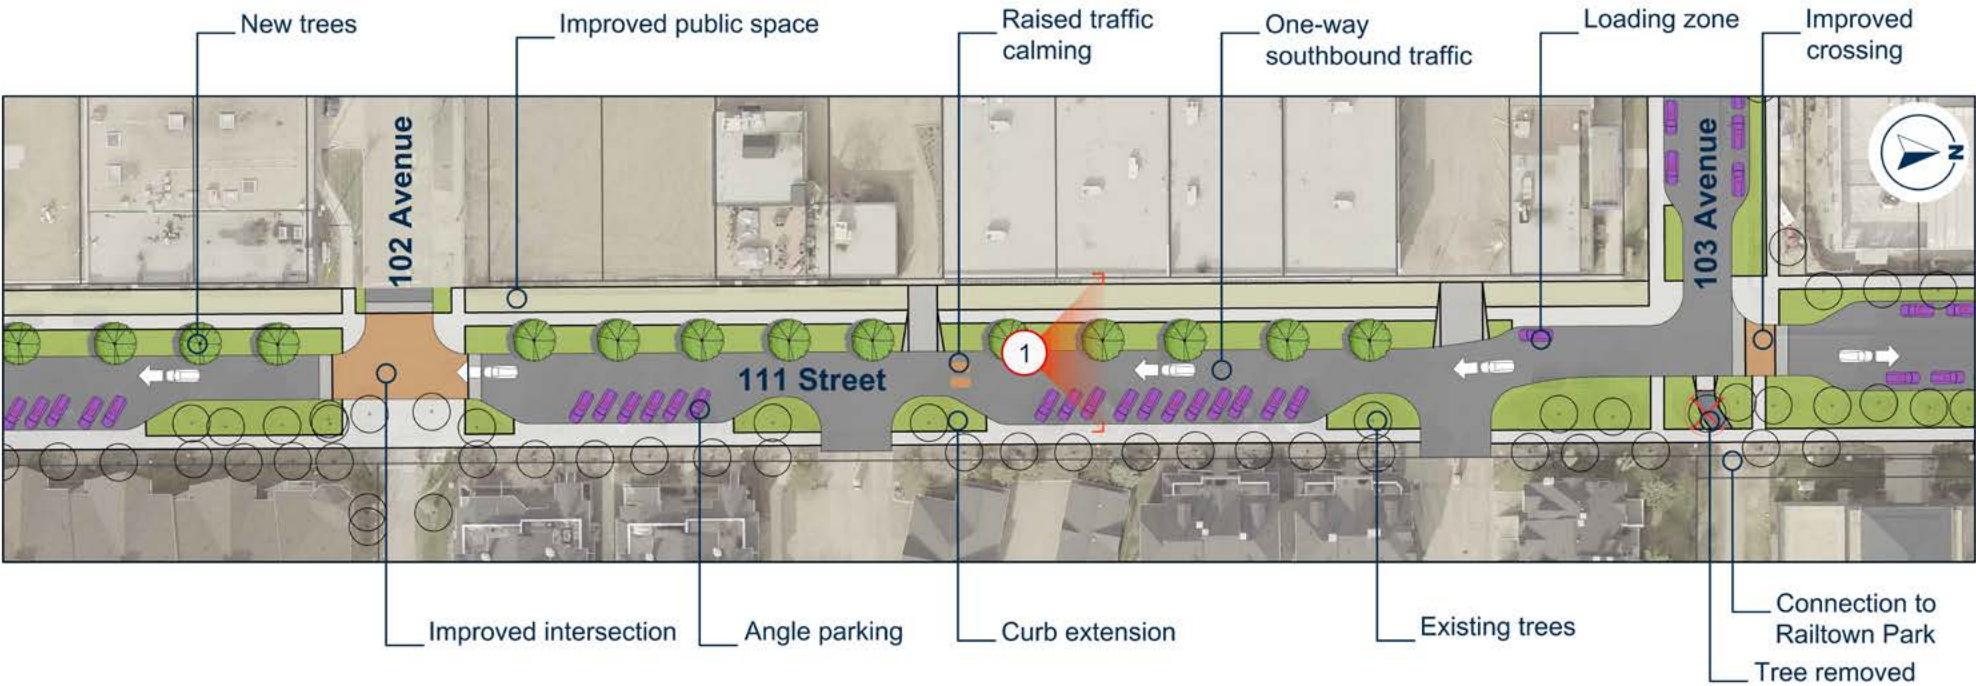 New trees
Improved public space
Raised traffic
calming
One-way
southbound traffic
Loading zone
Improved
crossing
102 Avenue
103 Avenue
N
1
111 Street
Improved intersection
Angle parking
Curb extension
Existing trees
Connection to
Railtown Park
Tree removed